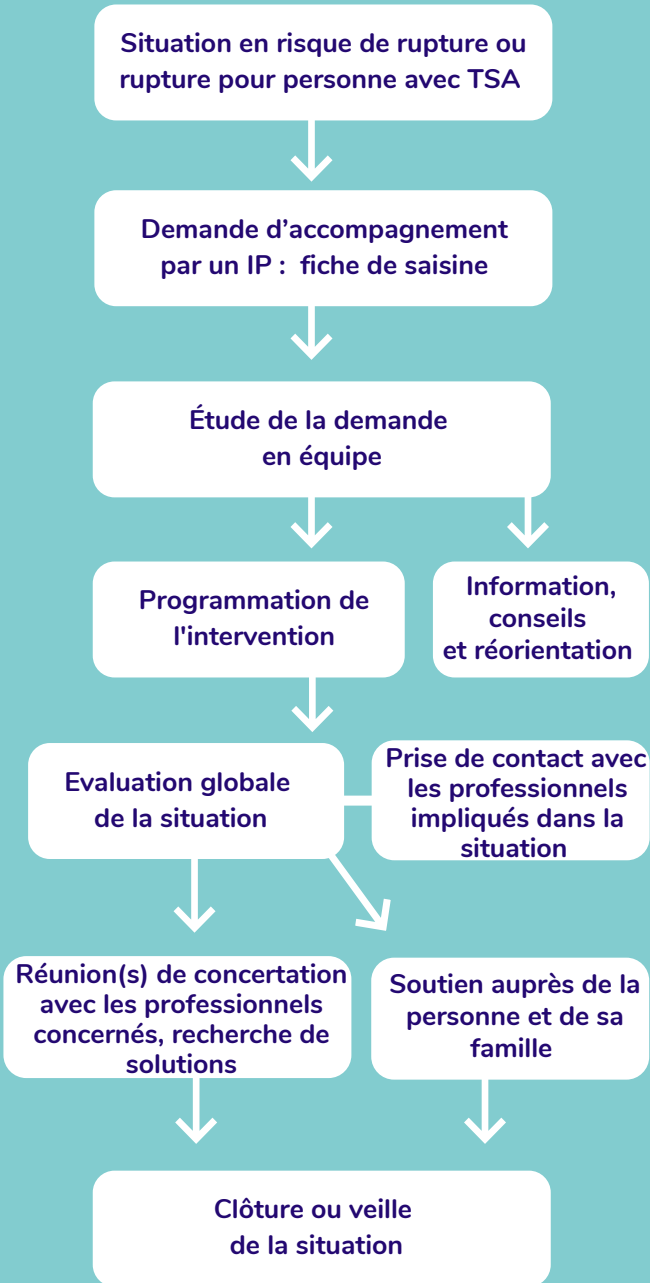 Situation en risque de rupture ou
rupture pour personne avec TSA
Demande d’accompagnement
par un IP : fiche de saisine
Étude de la demande
en équipe
Programmation de
l'intervention
Information,
conseils
et réorientation
Evaluation globale
de la situation
Prise de contact avec
les professionnels
impliqués dans la
situation
Réunion(s) de concertation
avec les professionnels
concernés, recherche de
solutions
Soutien auprès de la
personne et de sa
famille
Clôture ou veille
de la situation